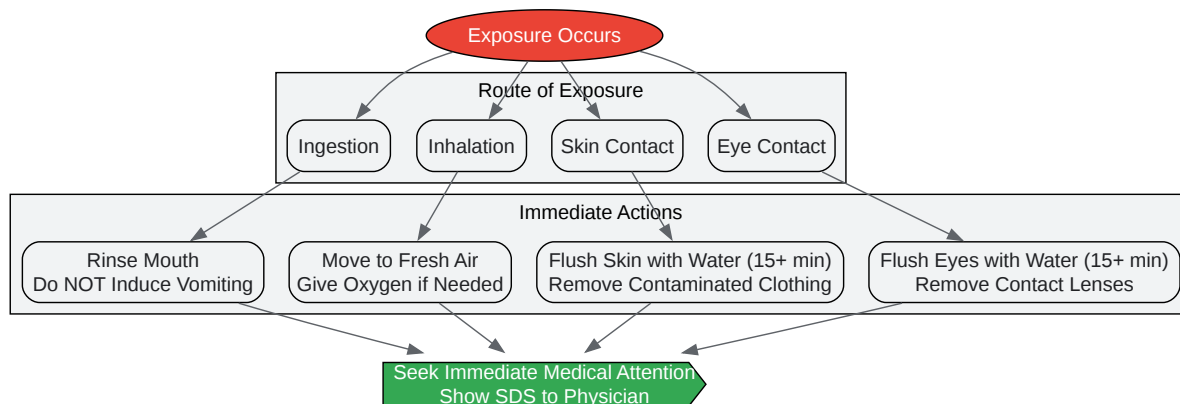 Exposure Occurs
Route of Exposure
Ingestion
Inhalation
Skin Contact
Eye Contact
Immediate Actions
Rinse Mouth
Do NOT Induce Vomiting
Move to Fresh Air
Give Oxygen if Needed
Flush Skin with Water (15+ min)
Remove Contaminated Clothing
Flush Eyes with Water (15+ min)
Remove Contact Lenses
Seek Immediate Medical Attention
Show SDS to Physician